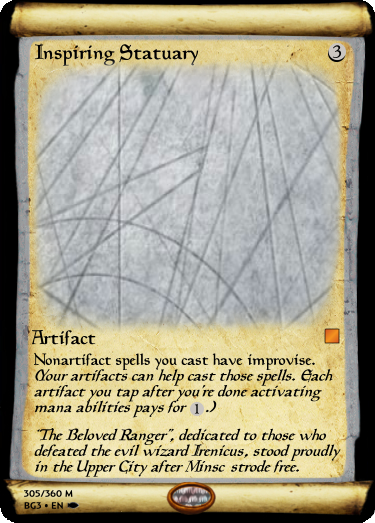 Inspiring Statuary 3
Artifact
Nonartifact spells you cast have improvise.
(Your artifacts can help cast those spells. Each
artifact you tap after you're done activating
mana abilities pays for 1.)
"The Beloved Ranger", dedicated to those who
defeated the evil wizard Irenicus, stood proudly
in the Upper City after Minsc strode free.
305/360 M
BG3 • EN